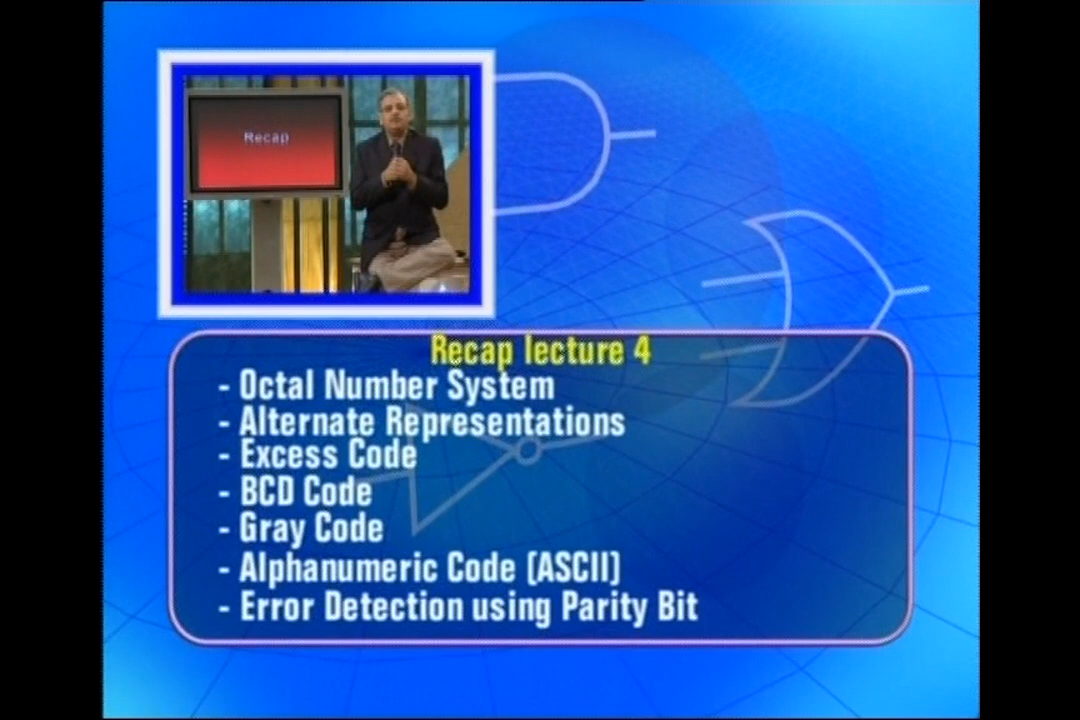 Recap
Recap lecture 4
- Octal Number System
- Alternate Representations
- Excess Code
- BCD Code
- Gray Code
- Alphanumeric Code (ASCII)
- Error Detection using Parity Bit